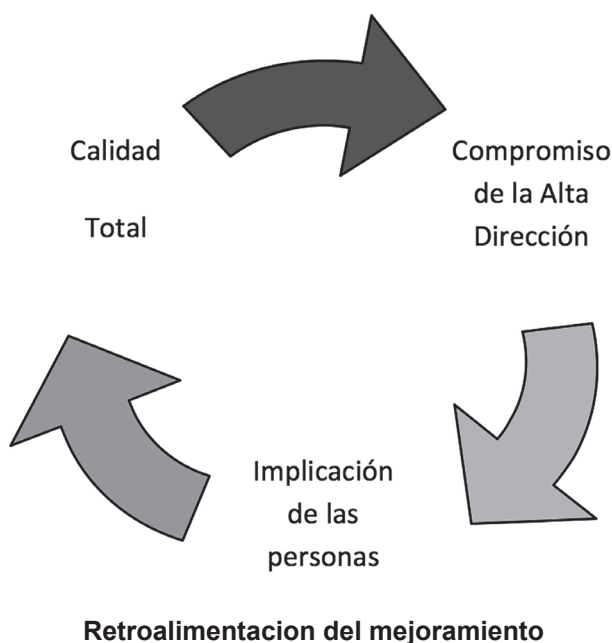 Calidad
Total
Compromiso
de la Alta
Dirección
Implicación
de las
personas
Retroalimentacion del mejoramiento